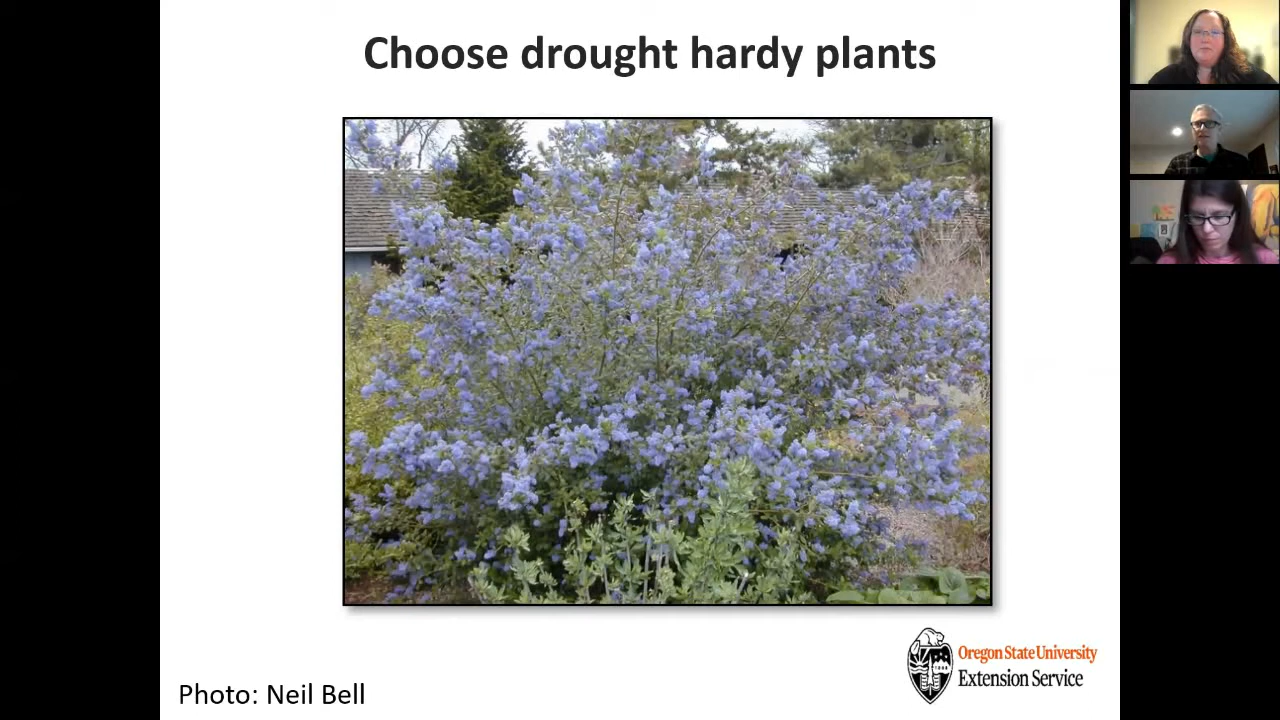 Choose drought hardy plants
Oregon State University
Extension Service
Photo: Neil Bell